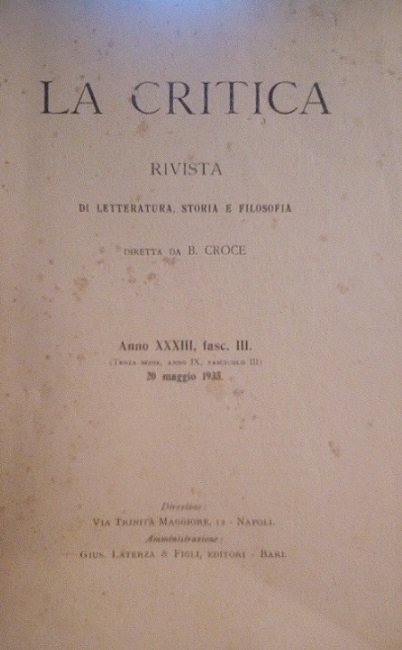 LA CRITICA
RIVISTA
DI LETTERATURA, STORIA E FILOSOFIA
DIRETTA DA B. CROCE
Anno XXXIII, fasc. III.
(Terza serie, anno IX, fascicolo III)
20 maggio 1935.
Direzione:
Via Trinità Maggiore, 12 - Napoli.
Amministrazione:
Gius. Laterza & Figli, editori - Bari.